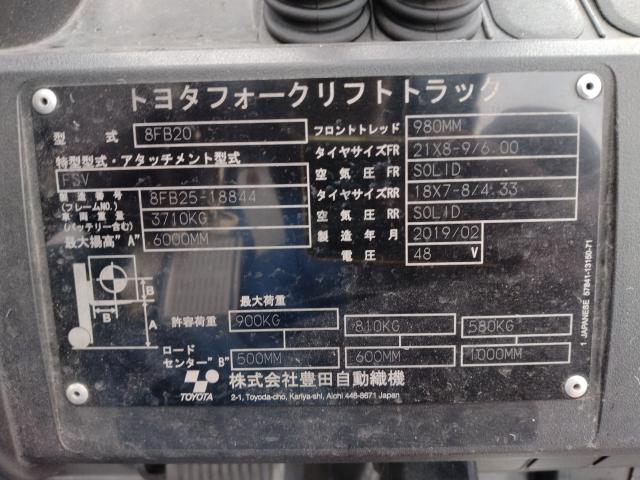 トヨタフォークリフトトラック
型式 8FB20 フロントトレッド 980MM
特型型式・アタッチメント型式 タイヤサイズFR 21X8-9/6.00
FSV 空気圧FR SOLID
製造番号(フレームNO.) 8FB25-18844 タイヤサイズRR 18X7-8/4.33
車両重量(バッテリー含む) 3710KG 空気圧RR SOLID
最大揚高"A" 6000MM 製造年月 2019/02
電圧 48 V
B
B
A
最大荷重
許容荷重 900KG 810KG 580KG
ロードセンター"B" 500MM 600MM 1000MM
TOYOTA 株式会社豊田自動織機
2-1, Toyoda-cho, Kariya-shi, Aichi 448-8671 Japan
1 JAPANESE 57841-13150-71